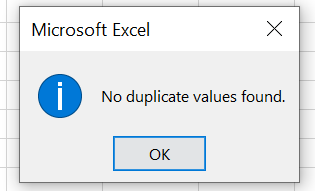 Microsoft Excel
No duplicate values found.
OK